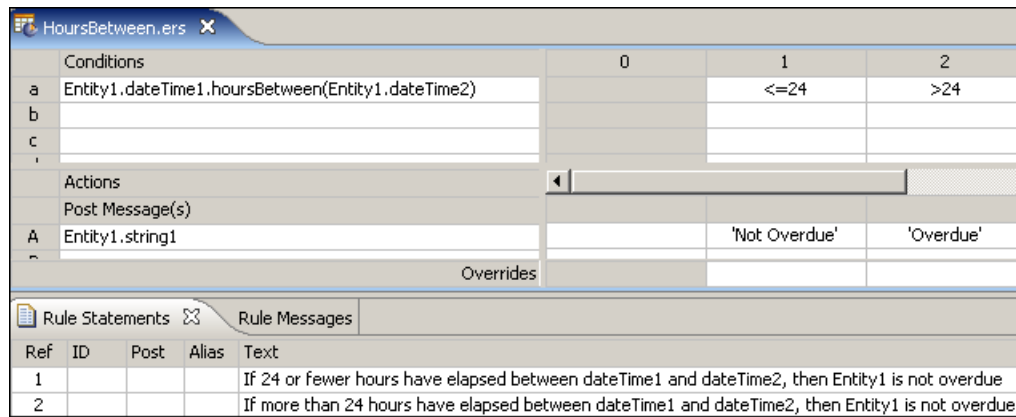 HoursBetween.ers
Conditions 0 1 2
a Entity1.dateTime1.hoursBetween(Entity1.dateTime2) <=24 >24
b
c
Actions
Post Message(s)
A Entity1.string1 'Not Overdue' 'Overdue'
Overrides
Rule Statements Rule Messages
Ref ID Post Alias Text
1 If 24 or fewer hours have elapsed between dateTime1 and dateTime2, then Entity1 is not overdue
2 If more than 24 hours have elapsed between dateTime1 and dateTime2, then Entity1 is not overdue